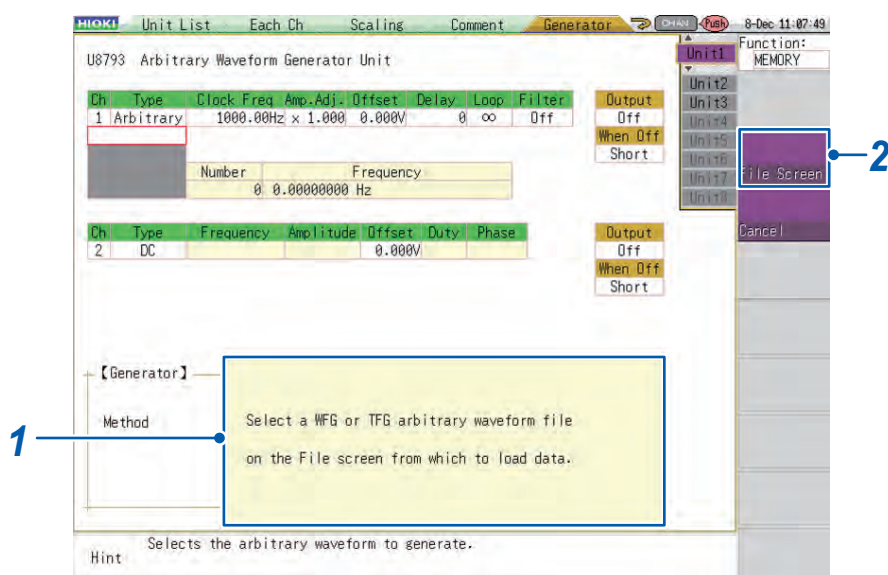 HIOKI Unit List Each Ch Scaling Comment Generator CHAN Push 8-Dec 11:07:49
Function:
MEMORY
U8793 Arbitrary Waveform Generator Unit
Unit1
Unit2
Unit3
Unit4
Unit5
Unit6
Unit7
Unit8
Ch Type Clock Freq Amp.Adj. Offset Delay Loop Filter
1 Arbitrary 1000.00Hz x 1.000 0.000V 0 ∞ Off
Output
Off
When Off
Short
Number Frequency
0 0.00000000 Hz
File Screen
2
Cancel
Ch Type Frequency Amplitude Offset Duty Phase
2 DC 0.000V
Output
Off
When Off
Short
【Generator】
Method
1
Select a WFG or TFG arbitrary waveform file
on the File screen from which to load data.
Hint Selects the arbitrary waveform to generate.